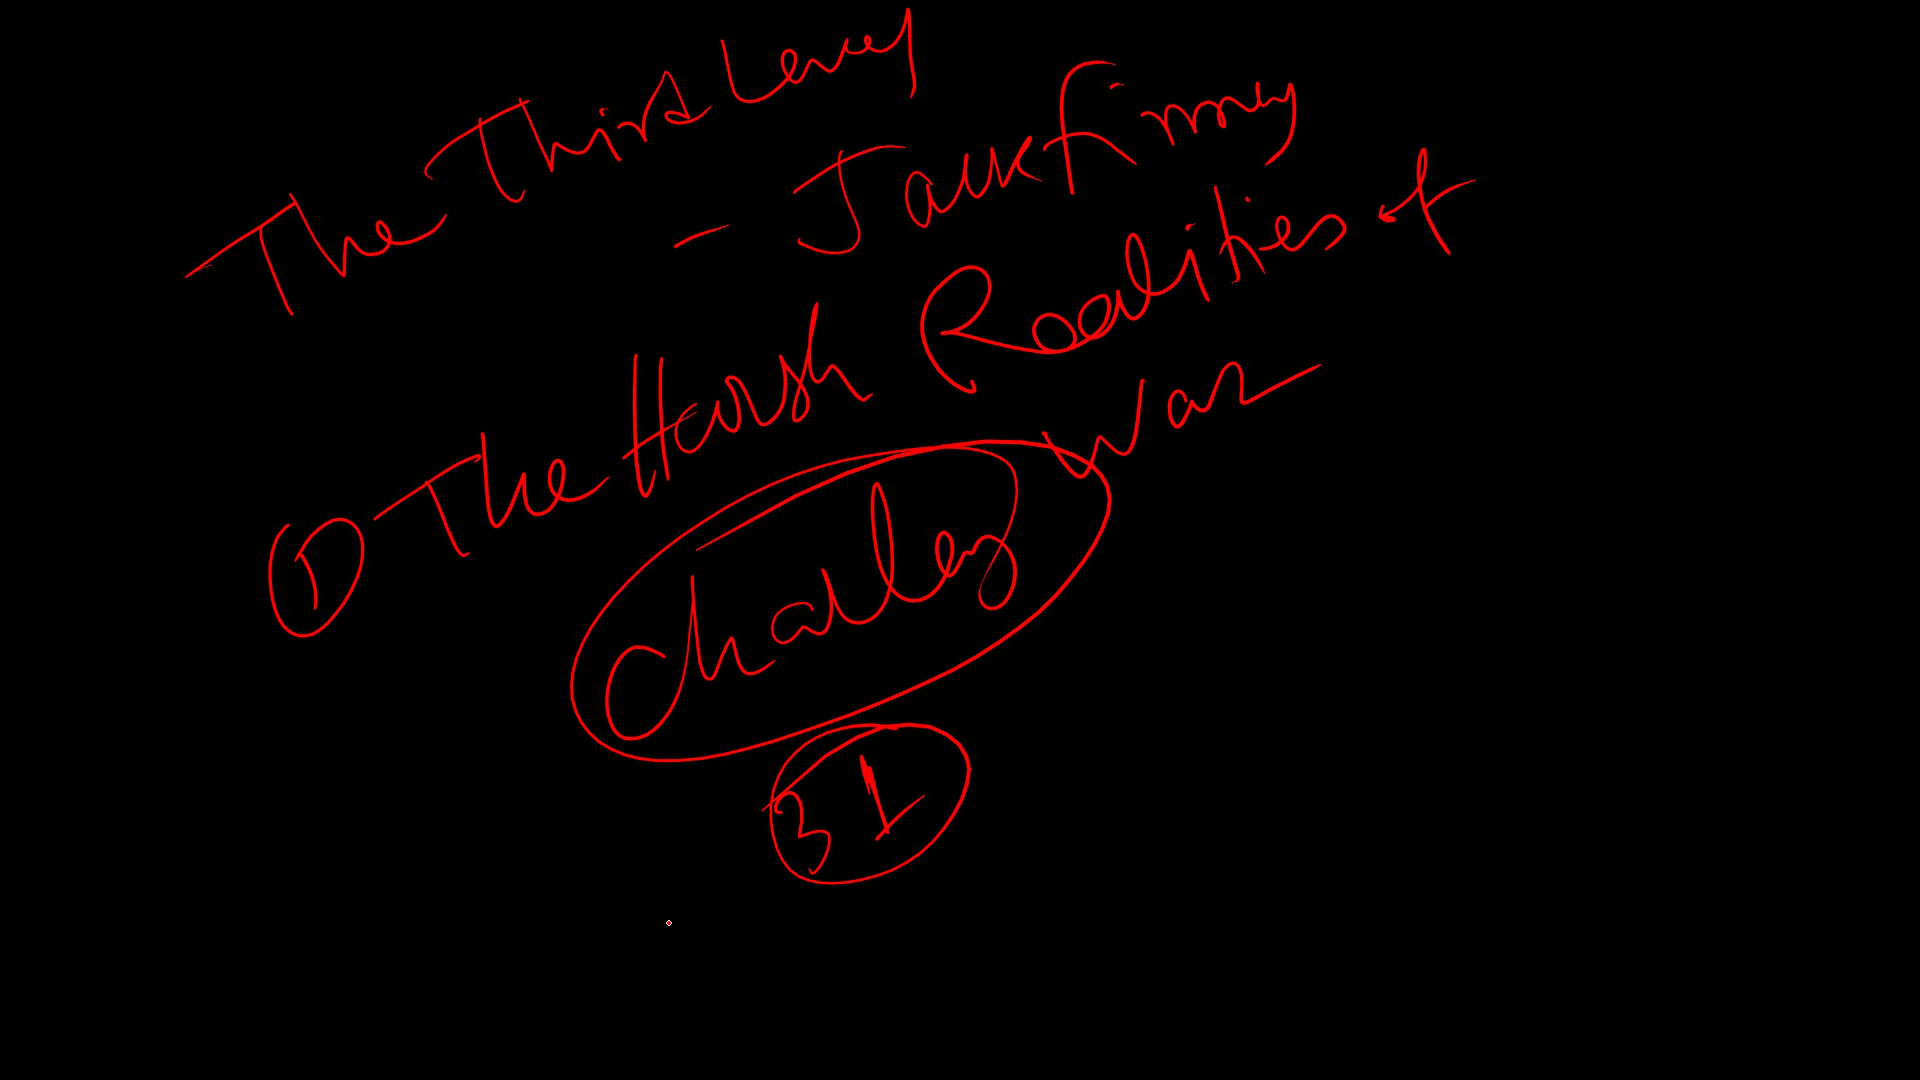 The Third Level
- Jack Finney
① The Harsh Realities of
War
Charley
31